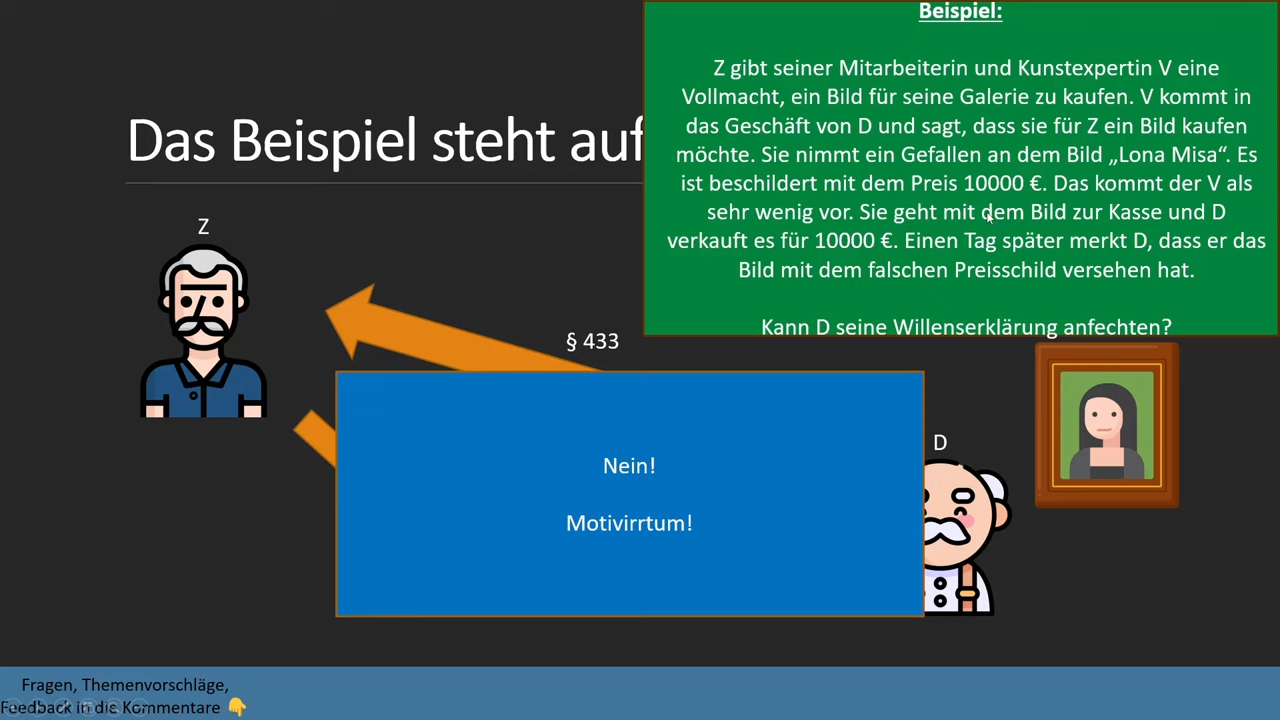 Beispiel:
Z gibt seiner Mitarbeiterin und Kunstexpertin V eine
Vollmacht, ein Bild für seine Galerie zu kaufen. V kommt in
das Geschäft von D und sagt, dass sie für Z ein Bild kaufen
möchte. Sie nimmt ein Gefallen an dem Bild „Lona Misa“. Es
ist beschildert mit dem Preis 10000 €. Das kommt der V als
sehr wenig vor. Sie geht mit dem Bild zur Kasse und D
verkauft es für 10000 €. Einen Tag später merkt D, dass er das
Bild mit dem falschen Preisschild versehen hat.
Kann D seine Willenserklärung anfechten?
Das Beispiel steht auf
Z
§ 433
D
Nein!
Motivirrtum!
Fragen, Themenvorschläge,
Feedback in die Kommentare 👇